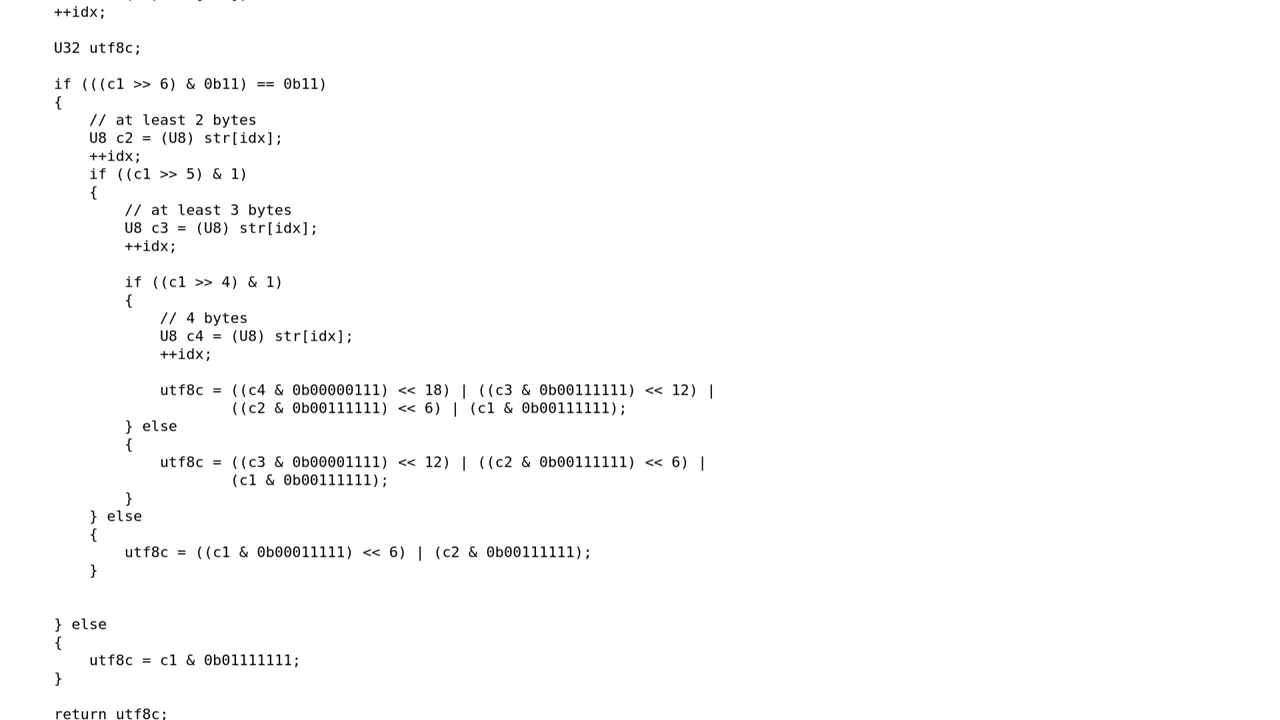 ++idx;
U32 utf8c;
if (((c1 >> 6) & 0b11) == 0b11)
{
// at least 2 bytes
U8 c2 = (U8) str[idx];
++idx;
if ((c1 >> 5) & 1)
{
// at least 3 bytes
U8 c3 = (U8) str[idx];
++idx;
if ((c1 >> 4) & 1)
{
// 4 bytes
U8 c4 = (U8) str[idx];
++idx;
utf8c = ((c4 & 0b00000111) << 18) | ((c3 & 0b00111111) << 12) |
((c2 & 0b00111111) << 6) | (c1 & 0b00111111);
} else
{
utf8c = ((c3 & 0b00001111) << 12) | ((c2 & 0b00111111) << 6) |
(c1 & 0b00111111);
}
} else
{
utf8c = ((c1 & 0b00011111) << 6) | (c2 & 0b00111111);
}
} else
{
utf8c = c1 & 0b01111111;
}
return utf8c;